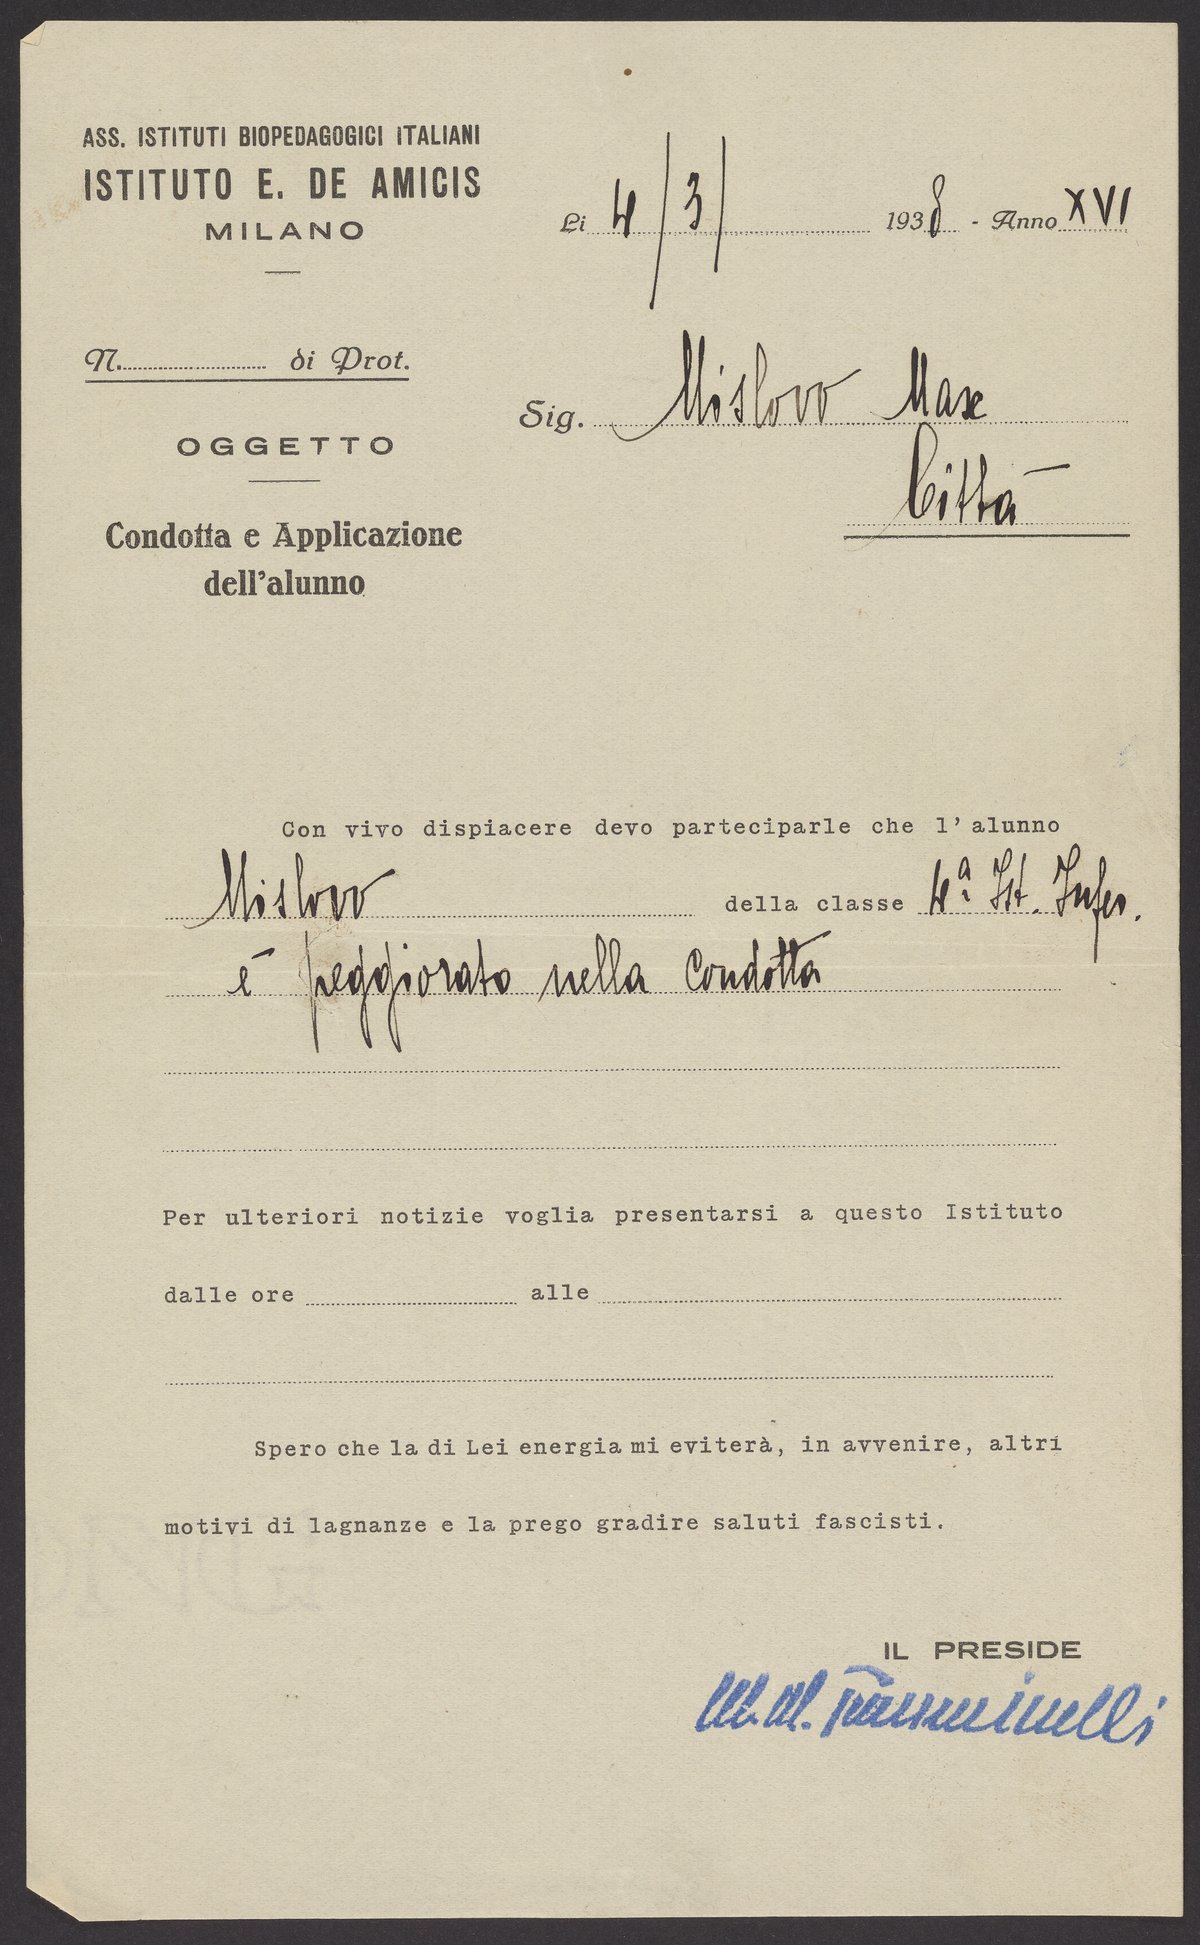 ASS. ISTITUTI BIOPEDAGOGICI ITALIANI
ISTITUTO E. DE AMICIS
MILANO
Li 4/3/ 1938 - Anno XVI
N. di Prot.
Sig. Mislovo Max
Città
OGGETTO
Condotta e Applicazione
dell'alunno
Con vivo dispiacere devo parteciparle che l'alunno
Mislovo della classe 4ª Ist. Infer.
è peggiorato nella condotta
Per ulteriori notizie voglia presentarsi a questo Istituto
dalle ore alle
Spero che la di Lei energia mi eviterà, in avvenire, altri
motivi di lagnanze e la prego gradire saluti fascisti.
IL PRESIDE